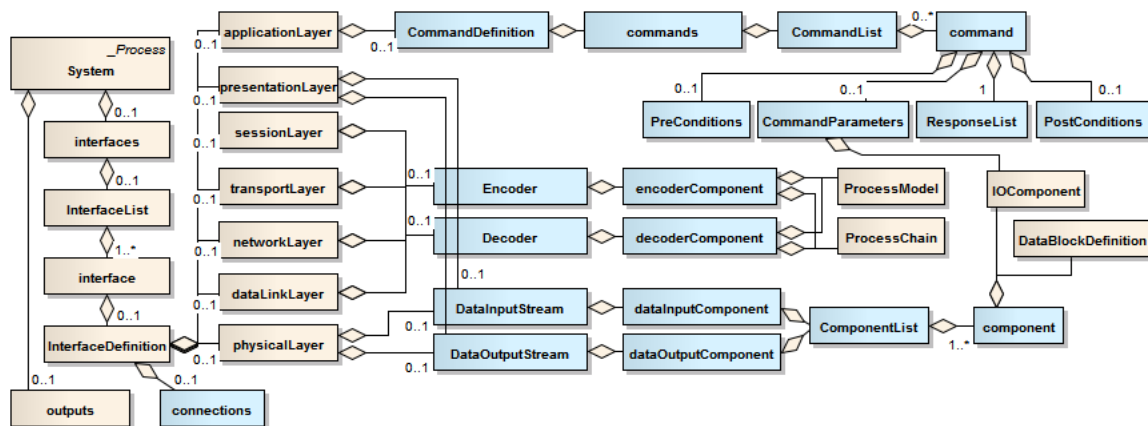 _Process
System
0..1
interfaces
0..1
InterfaceList
1..*
interface
0..1
InterfaceDefinition
0..1
outputs
0..1
connections
0..1
applicationLayer
0..1
CommandDefinition
commands
CommandList
0..*
command
0..1
presentationLayer
0..1
sessionLayer
0..1
transportLayer
0..1
networkLayer
0..1
dataLinkLayer
0..1
physicalLayer
0..1
PreConditions
0..1
CommandParameters
1
ResponseList
0..1
PostConditions
0..1
Encoder
encoderComponent
ProcessModel
IOComponent
0..1
Decoder
decoderComponent
ProcessChain
DataBlockDefinition
0..1
DataInputStream
dataInputComponent
0..1
ComponentList
1..*
component
DataOutputStream
dataOutputComponent
0..1